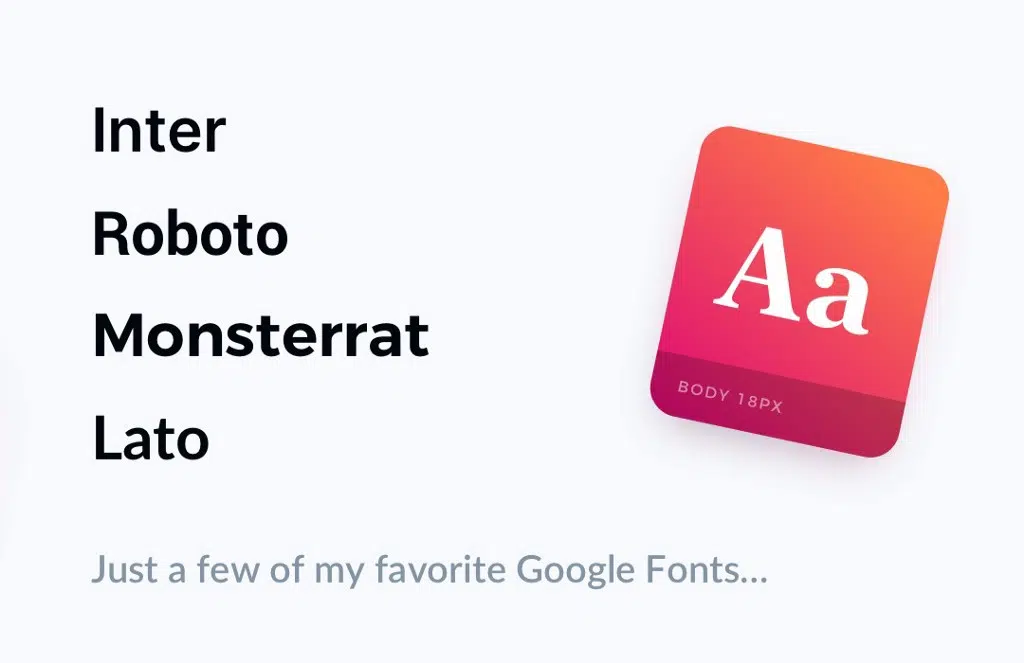 Inter
Roboto
Monsterrat
Lato
Aa
BODY 18PX
Just a few of my favorite Google Fonts...